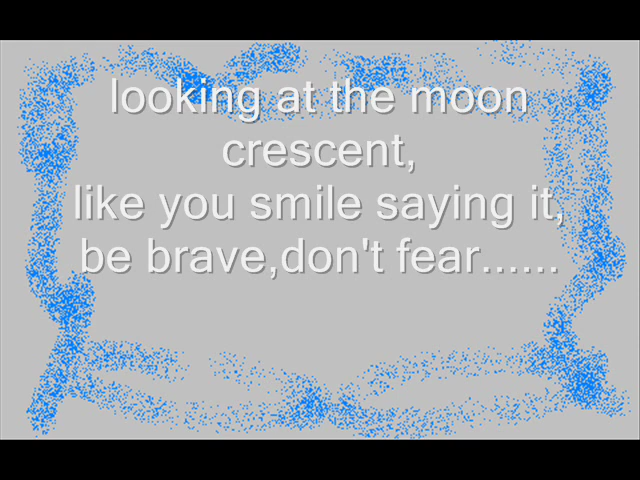 looking at the moon
crescent,
like you smile saying it,
be brave,don't fear......